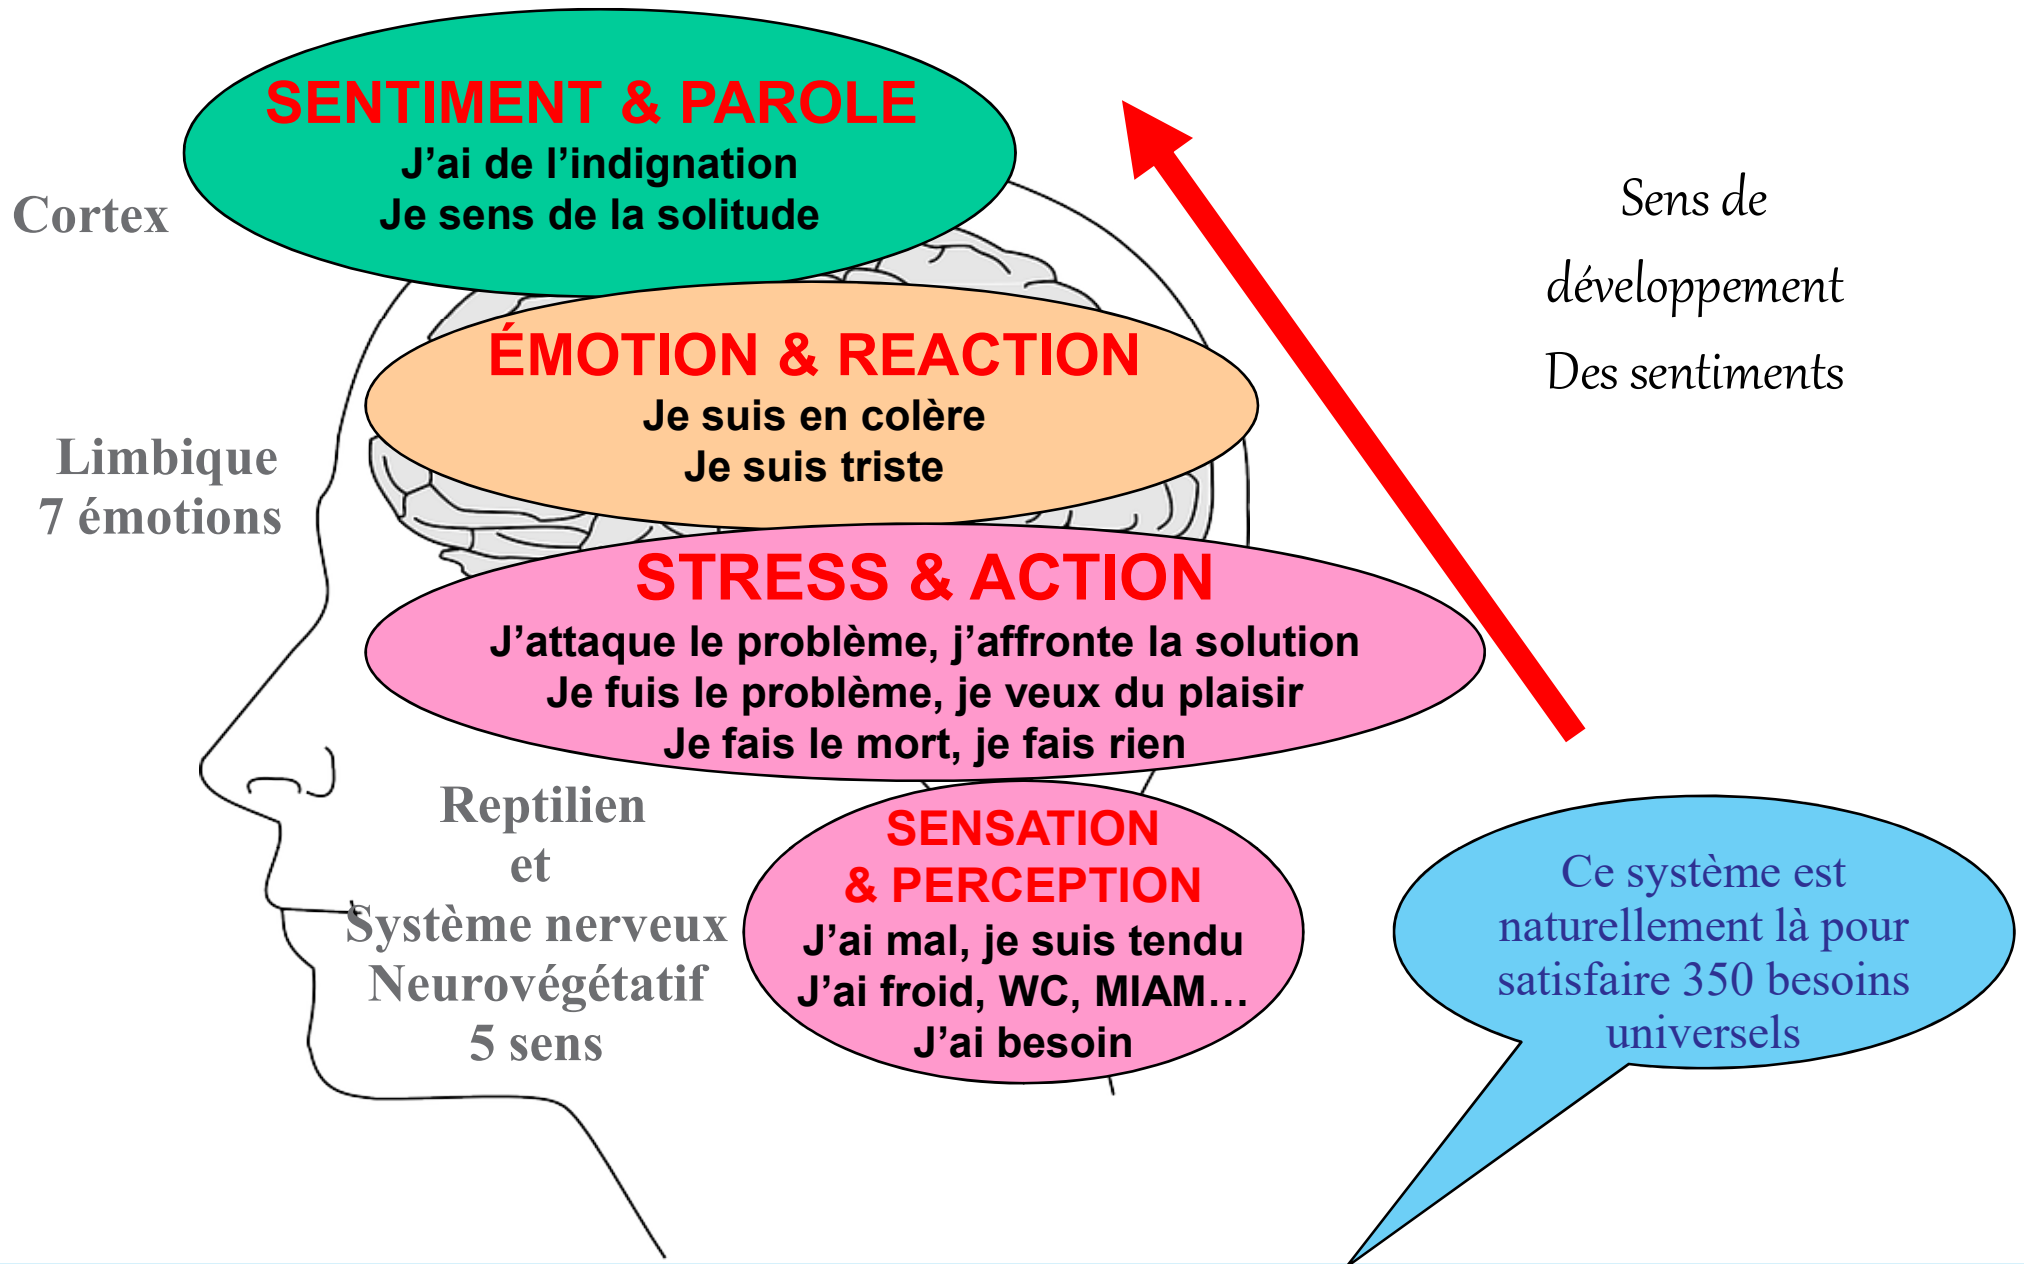 SENTIMENT & PAROLE
J’ai de l’indignation
Je sens de la solitude
Cortex
Sens de
développement
Des sentiments
ÉMOTION & REACTION
Je suis en colère
Je suis triste
Limbique
7 émotions
STRESS & ACTION
J’attaque le problème, j’affronte la solution
Je fuis le problème, je veux du plaisir
Je fais le mort, je fais rien
Reptilien
et
Système nerveux
Neurovégétatif
5 sens
SENSATION
& PERCEPTION
J’ai mal, je suis tendu
J’ai froid, WC, MIAM…
J’ai besoin
Ce système est
naturellement là pour
satisfaire 350 besoins
universels